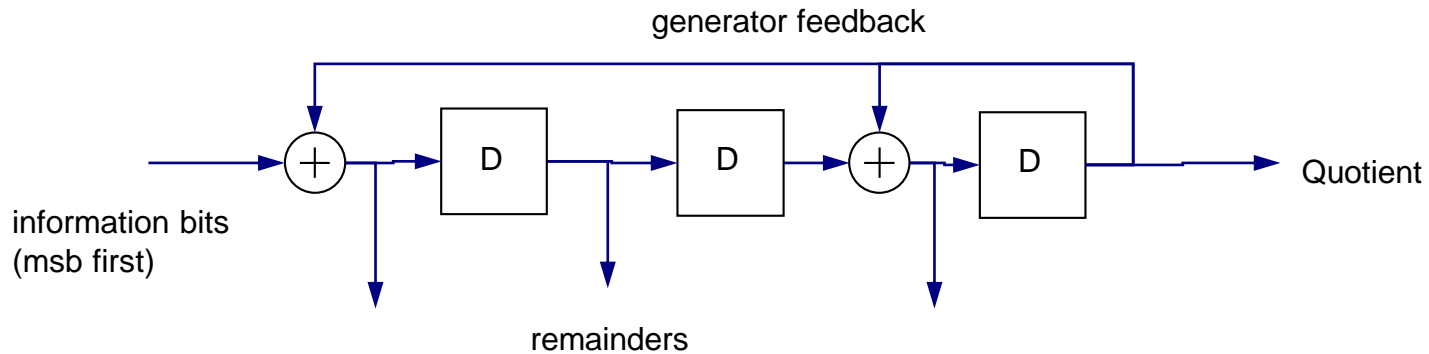 generator feedback
D
D
D
Quotient
information bits
(msb first)
remainders